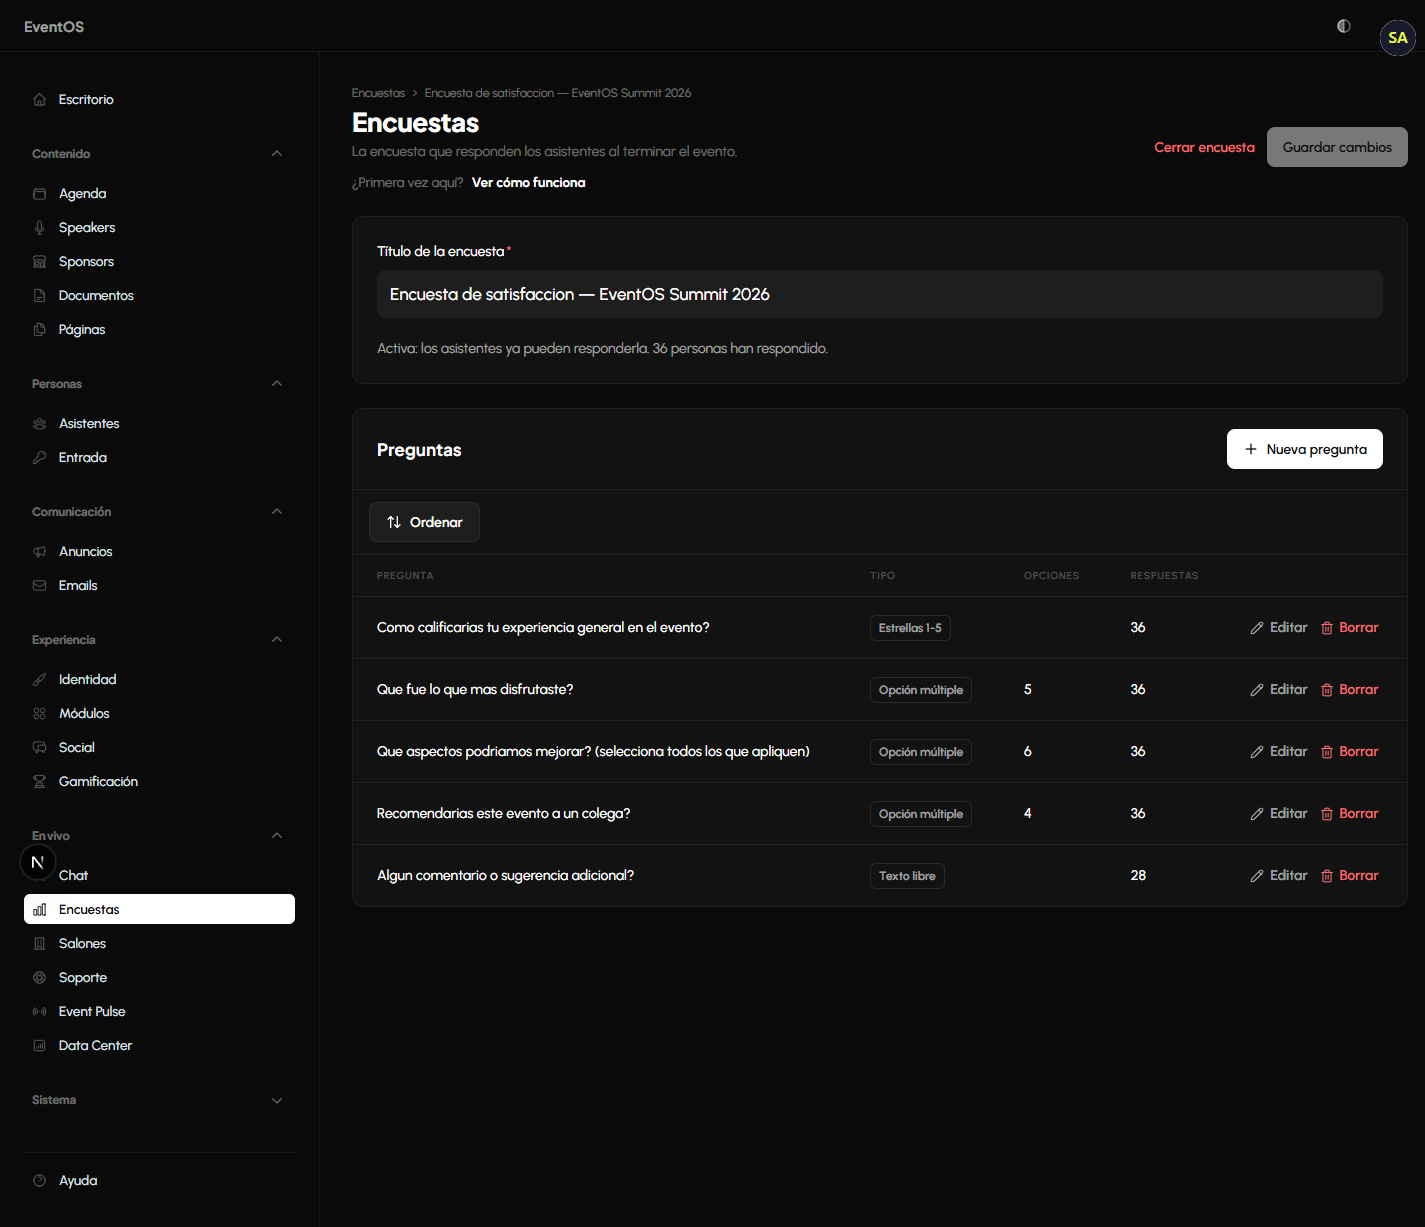 EventOS
SA
Escritorio
Contenido
Agenda
Speakers
Sponsors
Documentos
Páginas
Personas
Asistentes
Entrada
Comunicación
Anuncios
Emails
Experiencia
Identidad
Módulos
Social
Gamificación
En vivo
N
Chat
Encuestas
Salones
Soporte
Event Pulse
Data Center
Sistema
Ayuda
Encuestas > Encuesta de satisfaccion — EventOS Summit 2026
Encuestas
La encuesta que responden los asistentes al terminar el evento.
¿Primera vez aquí? Ver cómo funciona
Cerrar encuesta
Guardar cambios
Título de la encuesta*
Encuesta de satisfaccion — EventOS Summit 2026
Activa: los asistentes ya pueden responderla. 36 personas han respondido.
Preguntas
+ Nueva pregunta
Ordenar
PREGUNTA TIPO OPCIONES RESPUESTAS
Como calificarias tu experiencia general en el evento? Estrellas 1-5 36 Editar Borrar
Que fue lo que mas disfrutaste? Opción múltiple 5 36 Editar Borrar
Que aspectos podriamos mejorar? (selecciona todos los que apliquen) Opción múltiple 6 36 Editar Borrar
Recomendarias este evento a un colega? Opción múltiple 4 36 Editar Borrar
Algun comentario o sugerencia adicional? Texto libre 28 Editar Borrar